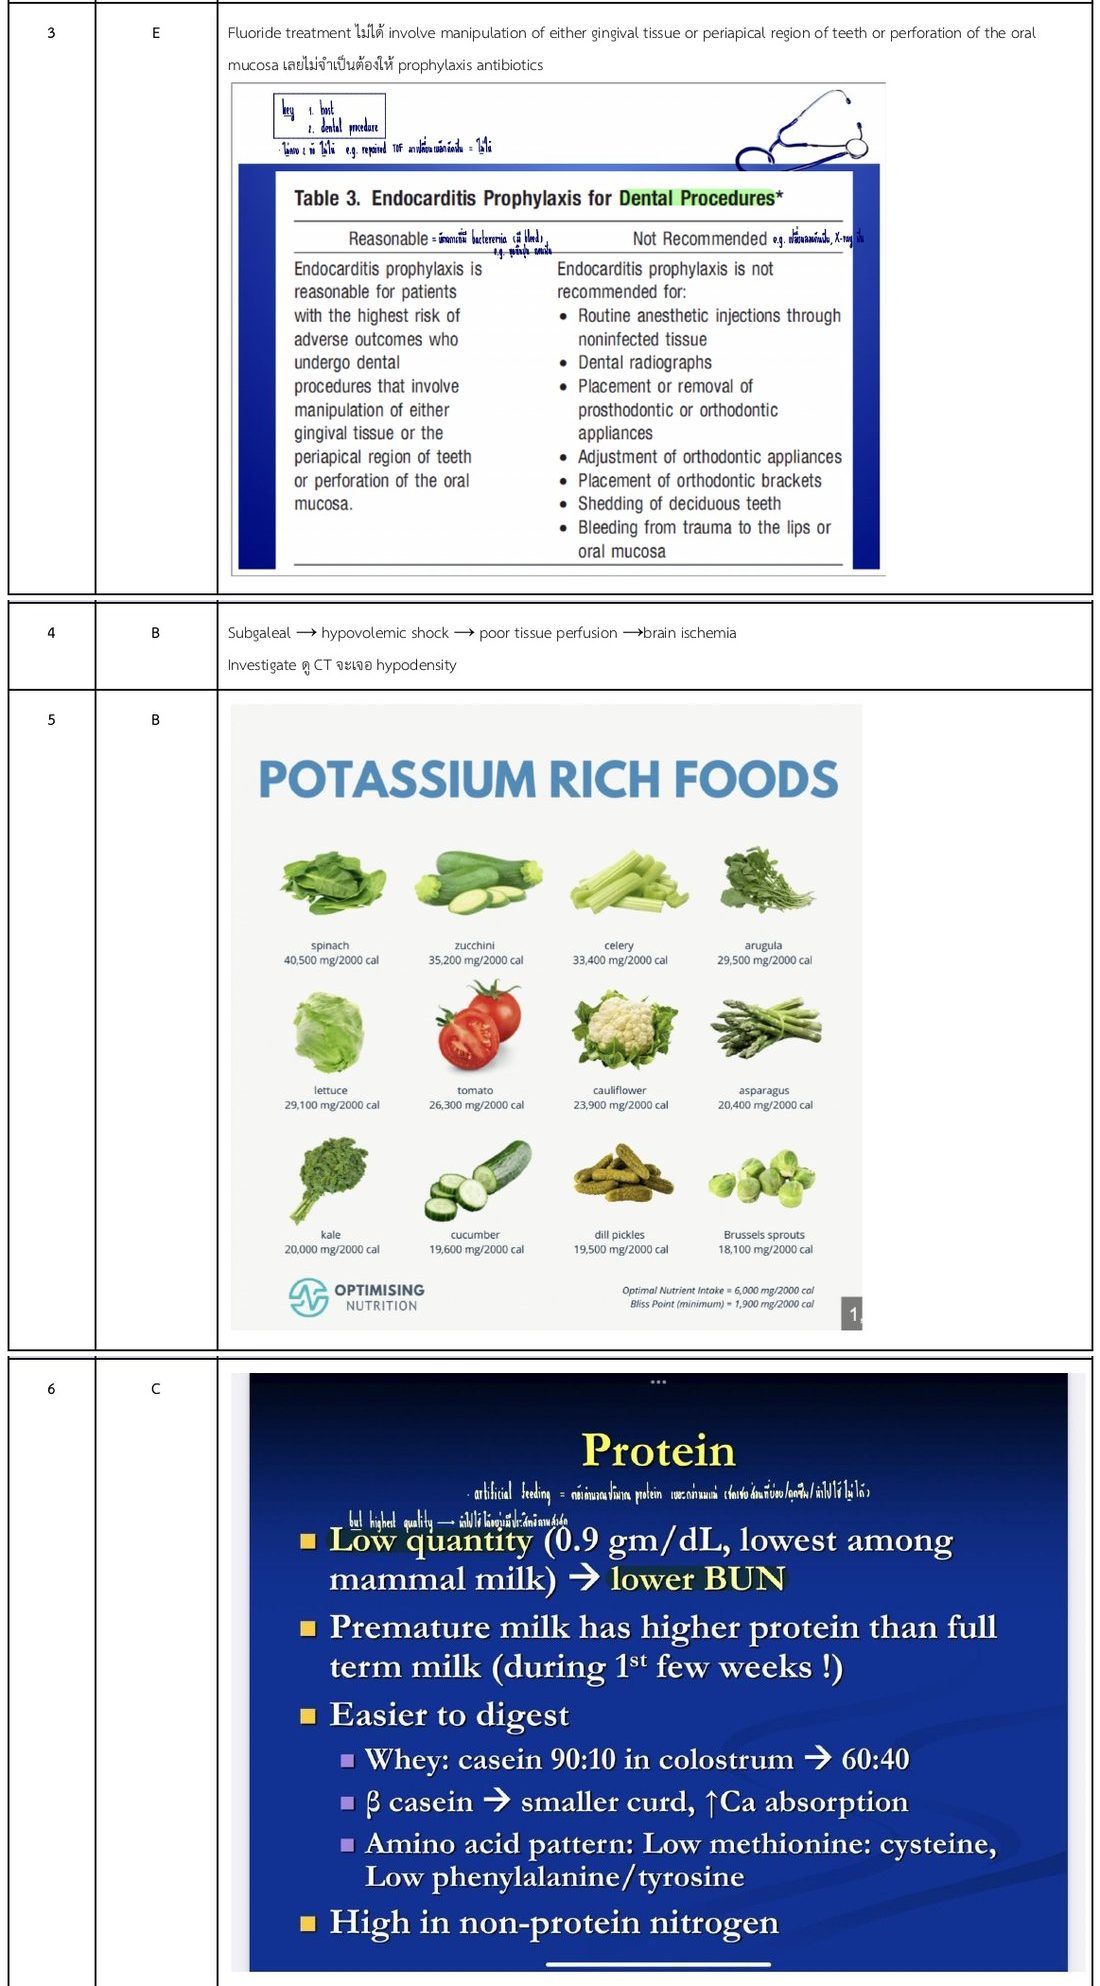 3
E
Fluoride treatment ไม่ได้ involve manipulation of either gingival tissue or periapical region of teeth or perforation of the oral
mucosa เลยไม่จำเป็นต้องให้ prophylaxis antibiotics
key 1. host
2. dental procedure
e.g. repaired TOF = ไม่ให้
Table 3. Endocarditis Prophylaxis for Dental Procedures*
Reasonable = bacteremia (มี bleed)
e.g.
Not Recommended e.g. X-ray ฟัน
Endocarditis prophylaxis is
reasonable for patients
with the highest risk of
adverse outcomes who
undergo dental
procedures that involve
manipulation of either
gingival tissue or the
periapical region of teeth
or perforation of the oral
mucosa.
Endocarditis prophylaxis is not
recommended for:
• Routine anesthetic injections through
noninfected tissue
• Dental radiographs
• Placement or removal of
prosthodontic or orthodontic
appliances
• Adjustment of orthodontic appliances
• Placement of orthodontic brackets
• Shedding of deciduous teeth
• Bleeding from trauma to the lips or
oral mucosa
4
B
Subgaleal → hypovolemic shock → poor tissue perfusion →brain ischemia
Investigate ดู CT จะเจอ hypodensity
5
B
POTASSIUM RICH FOODS
spinach
40,500 mg/2000 cal
zucchini
35,200 mg/2000 cal
celery
33,400 mg/2000 cal
arugula
29,500 mg/2000 cal
lettuce
29,100 mg/2000 cal
tomato
26,300 mg/2000 cal
cauliflower
23,900 mg/2000 cal
asparagus
20,400 mg/2000 cal
kale
20,000 mg/2000 cal
cucumber
19,600 mg/2000 cal
dill pickles
19,500 mg/2000 cal
Brussels sprouts
18,100 mg/2000 cal
OPTIMISING
NUTRITION
Optimal Nutrient Intake = 6,000 mg/2000 cal
Bliss Point (minimum) = 1,900 mg/2000 cal
1
6
C
Protein
· artificial feeding = protein
but highest quality →
Low quantity (0.9 gm/dL, lowest among
mammal milk) → lower BUN
Premature milk has higher protein than full
term milk (during 1st few weeks !)
Easier to digest
Whey: casein 90:10 in colostrum → 60:40
β casein → smaller curd, ↑Ca absorption
Amino acid pattern: Low methionine: cysteine,
Low phenylalanine/tyrosine
High in non-protein nitrogen